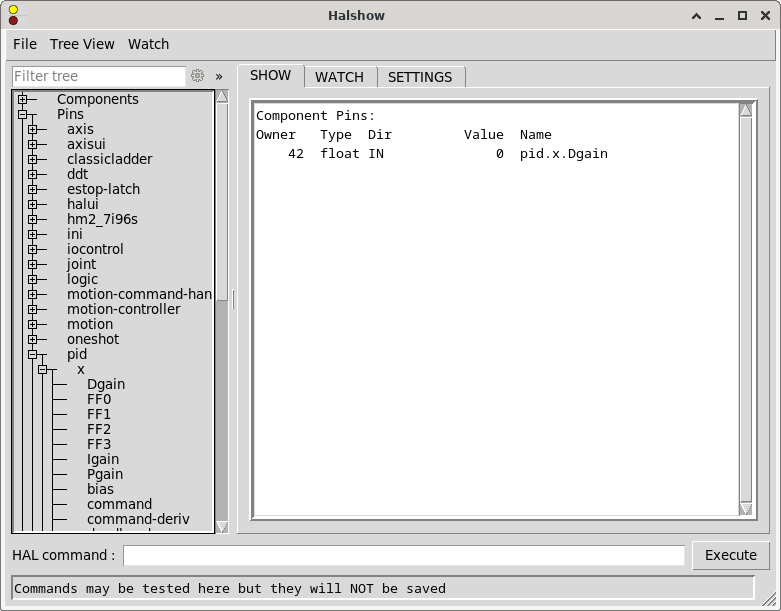 Halshow
File Tree View Watch
Filter tree »
SHOW WATCH SETTINGS
Components
Pins
axis
axisui
classicladder
ddt
estop-latch
halui
hm2_7i96s
ini
iocontrol
joint
logic
motion-command-han
motion-controller
motion
oneshot
pid
x
Dgain
FF0
FF1
FF2
FF3
Igain
Pgain
bias
command
command-deriv
Component Pins:
Owner Type Dir Value Name
42 float IN 0 pid.x.Dgain
HAL command :
Execute
Commands may be tested here but they will NOT be saved